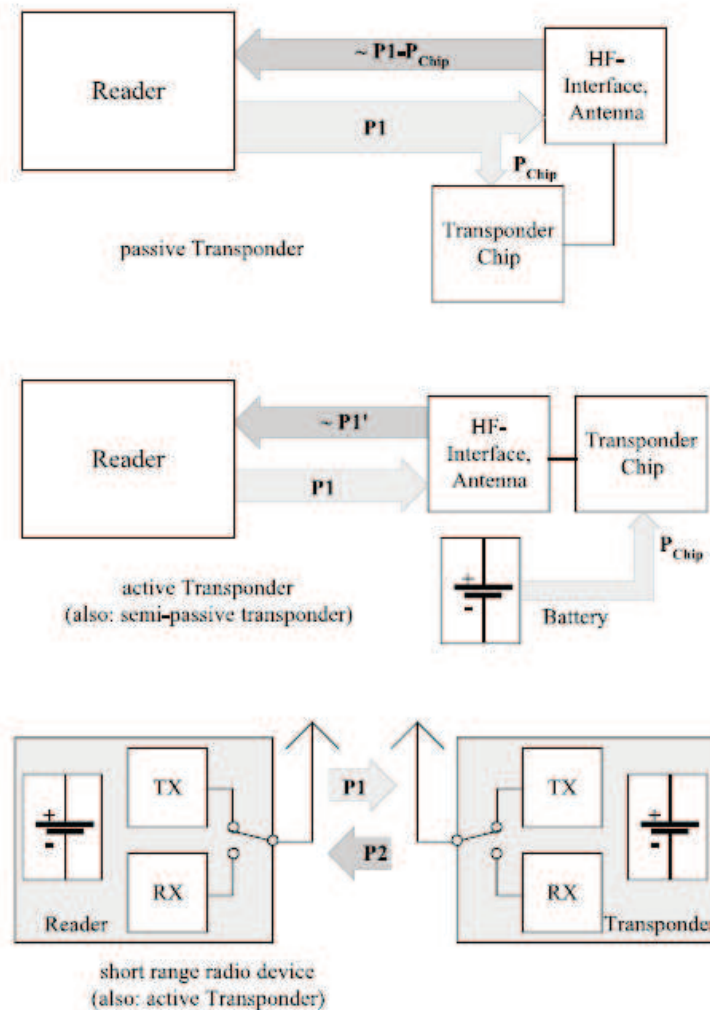 ~ P1-PChip
Reader
HF-
Interface,
Antenna
P1
PChip
Transponder
Chip
passive Transponder
~ P1'
Reader
HF-
Interface,
Antenna
Transponder
Chip
P1
PChip
active Transponder
(also: semi-passive transponder)
+
-
Battery
TX
P1
TX
+
-
+
-
P2
RX
RX
Reader
Transponder
short range radio device
(also: active Transponder)